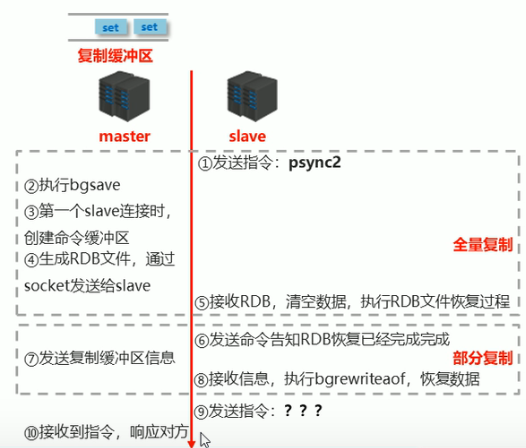 set set
复制缓冲区
master slave
①发送指令：psync2
②执行bgsave
③第一个slave连接时，
创建命令缓冲区
④生成RDB文件，通过
socket发送给slave
全量复制
⑤接收RDB，清空数据，执行RDB文件恢复过程
⑥发送命令告知RDB恢复已经完成完成
⑦发送复制缓冲区信息
部分复制
⑧接收信息，执行bgrewriteaof，恢复数据
⑨发送指令：？？？
⑩接收到指令，响应对方